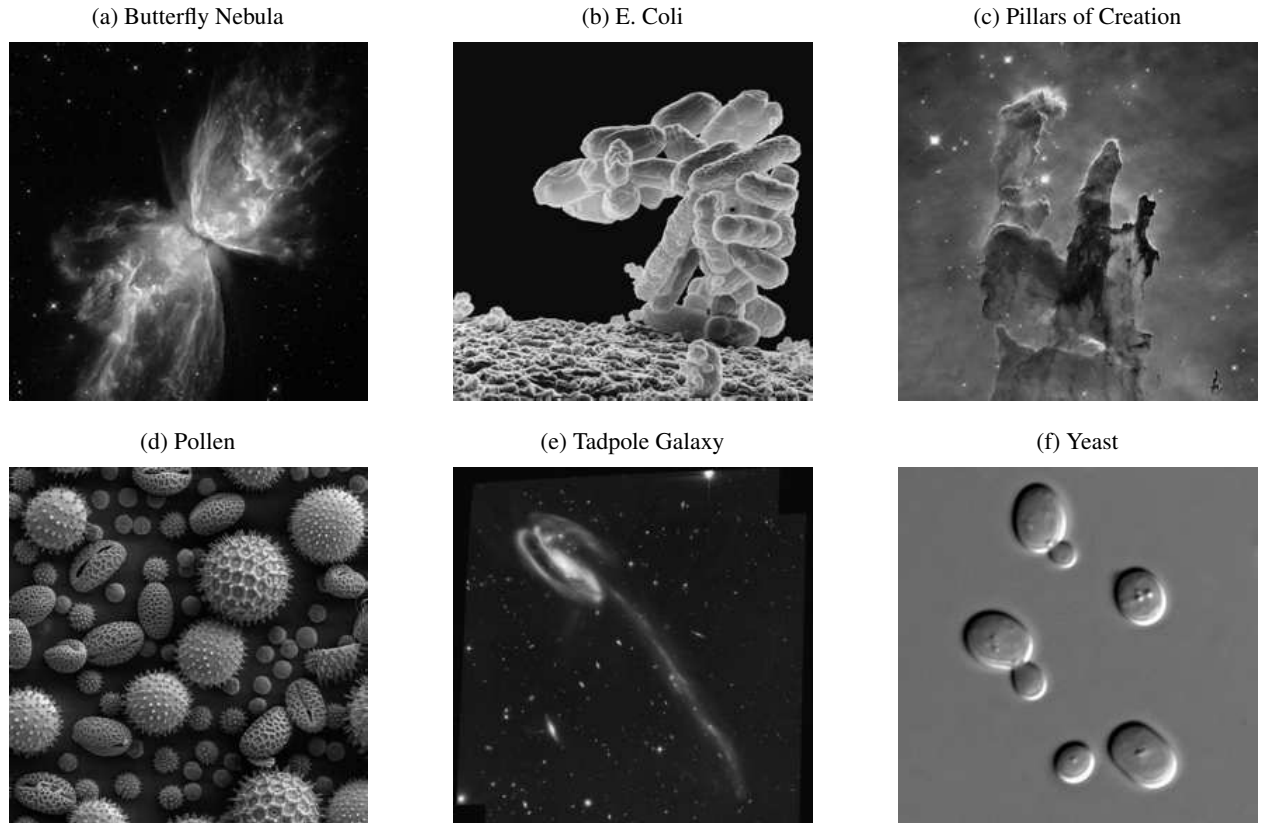 (a) Butterfly Nebula
(b) E. Coli
(c) Pillars of Creation
(d) Pollen
(e) Tadpole Galaxy
(f) Yeast